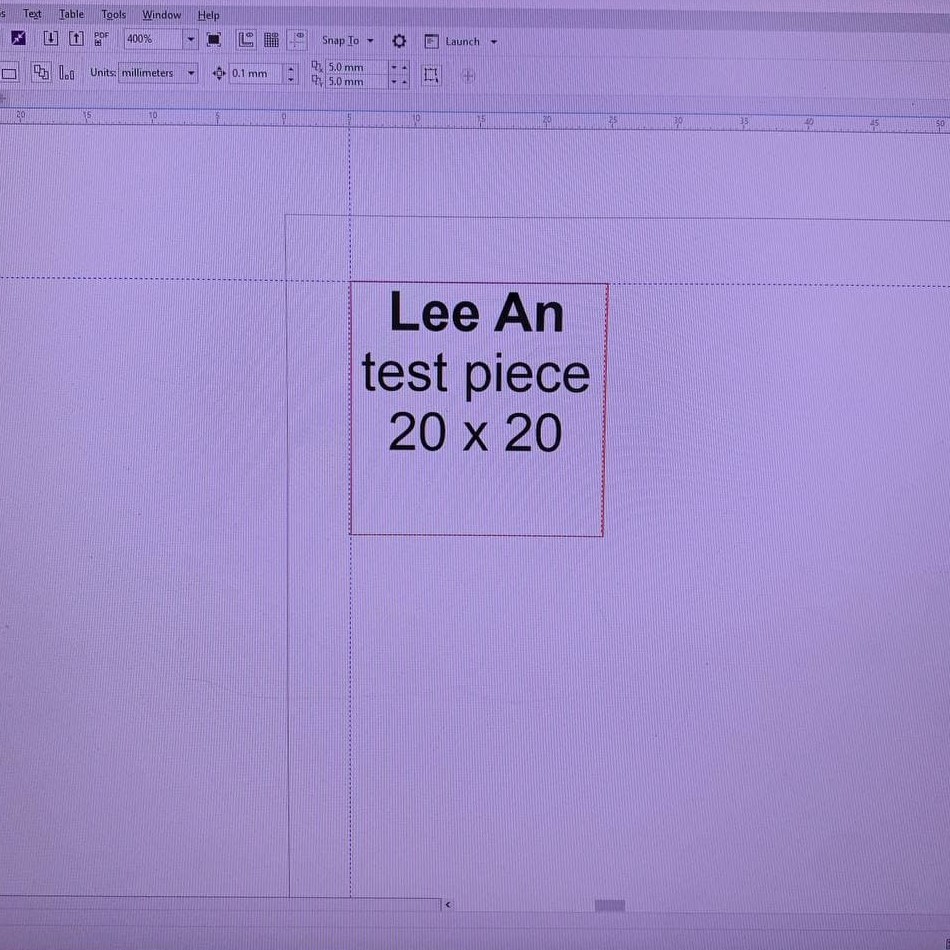 Text Table Tools Window Help
PDF 400% Snap To Launch
Units: millimeters 0.1 mm 5.0 mm
5.0 mm
20 15 10 5 0 5 10 15 20 25 30 35 40 45 50
Lee An
test piece
20 x 20